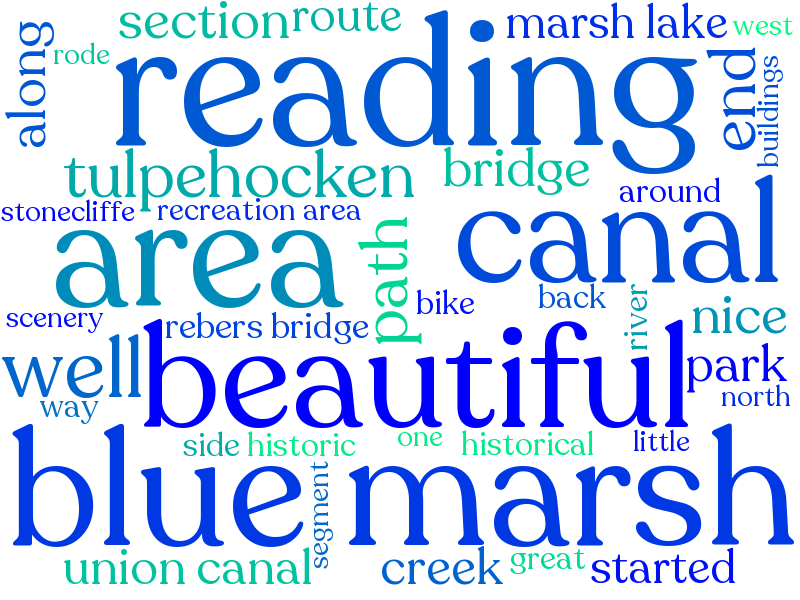 section
route
marsh lake
west
along
rode
reading
end
buildings
tulpehocken
bridge
around
stonecliffe
recreation area
area
path
canal
scenery
rebers bridge
bike
back
river
nice
well
way
beautiful
park
north
side
historic
one
historical
little
blue marsh
segment
union canal
creek
great
started